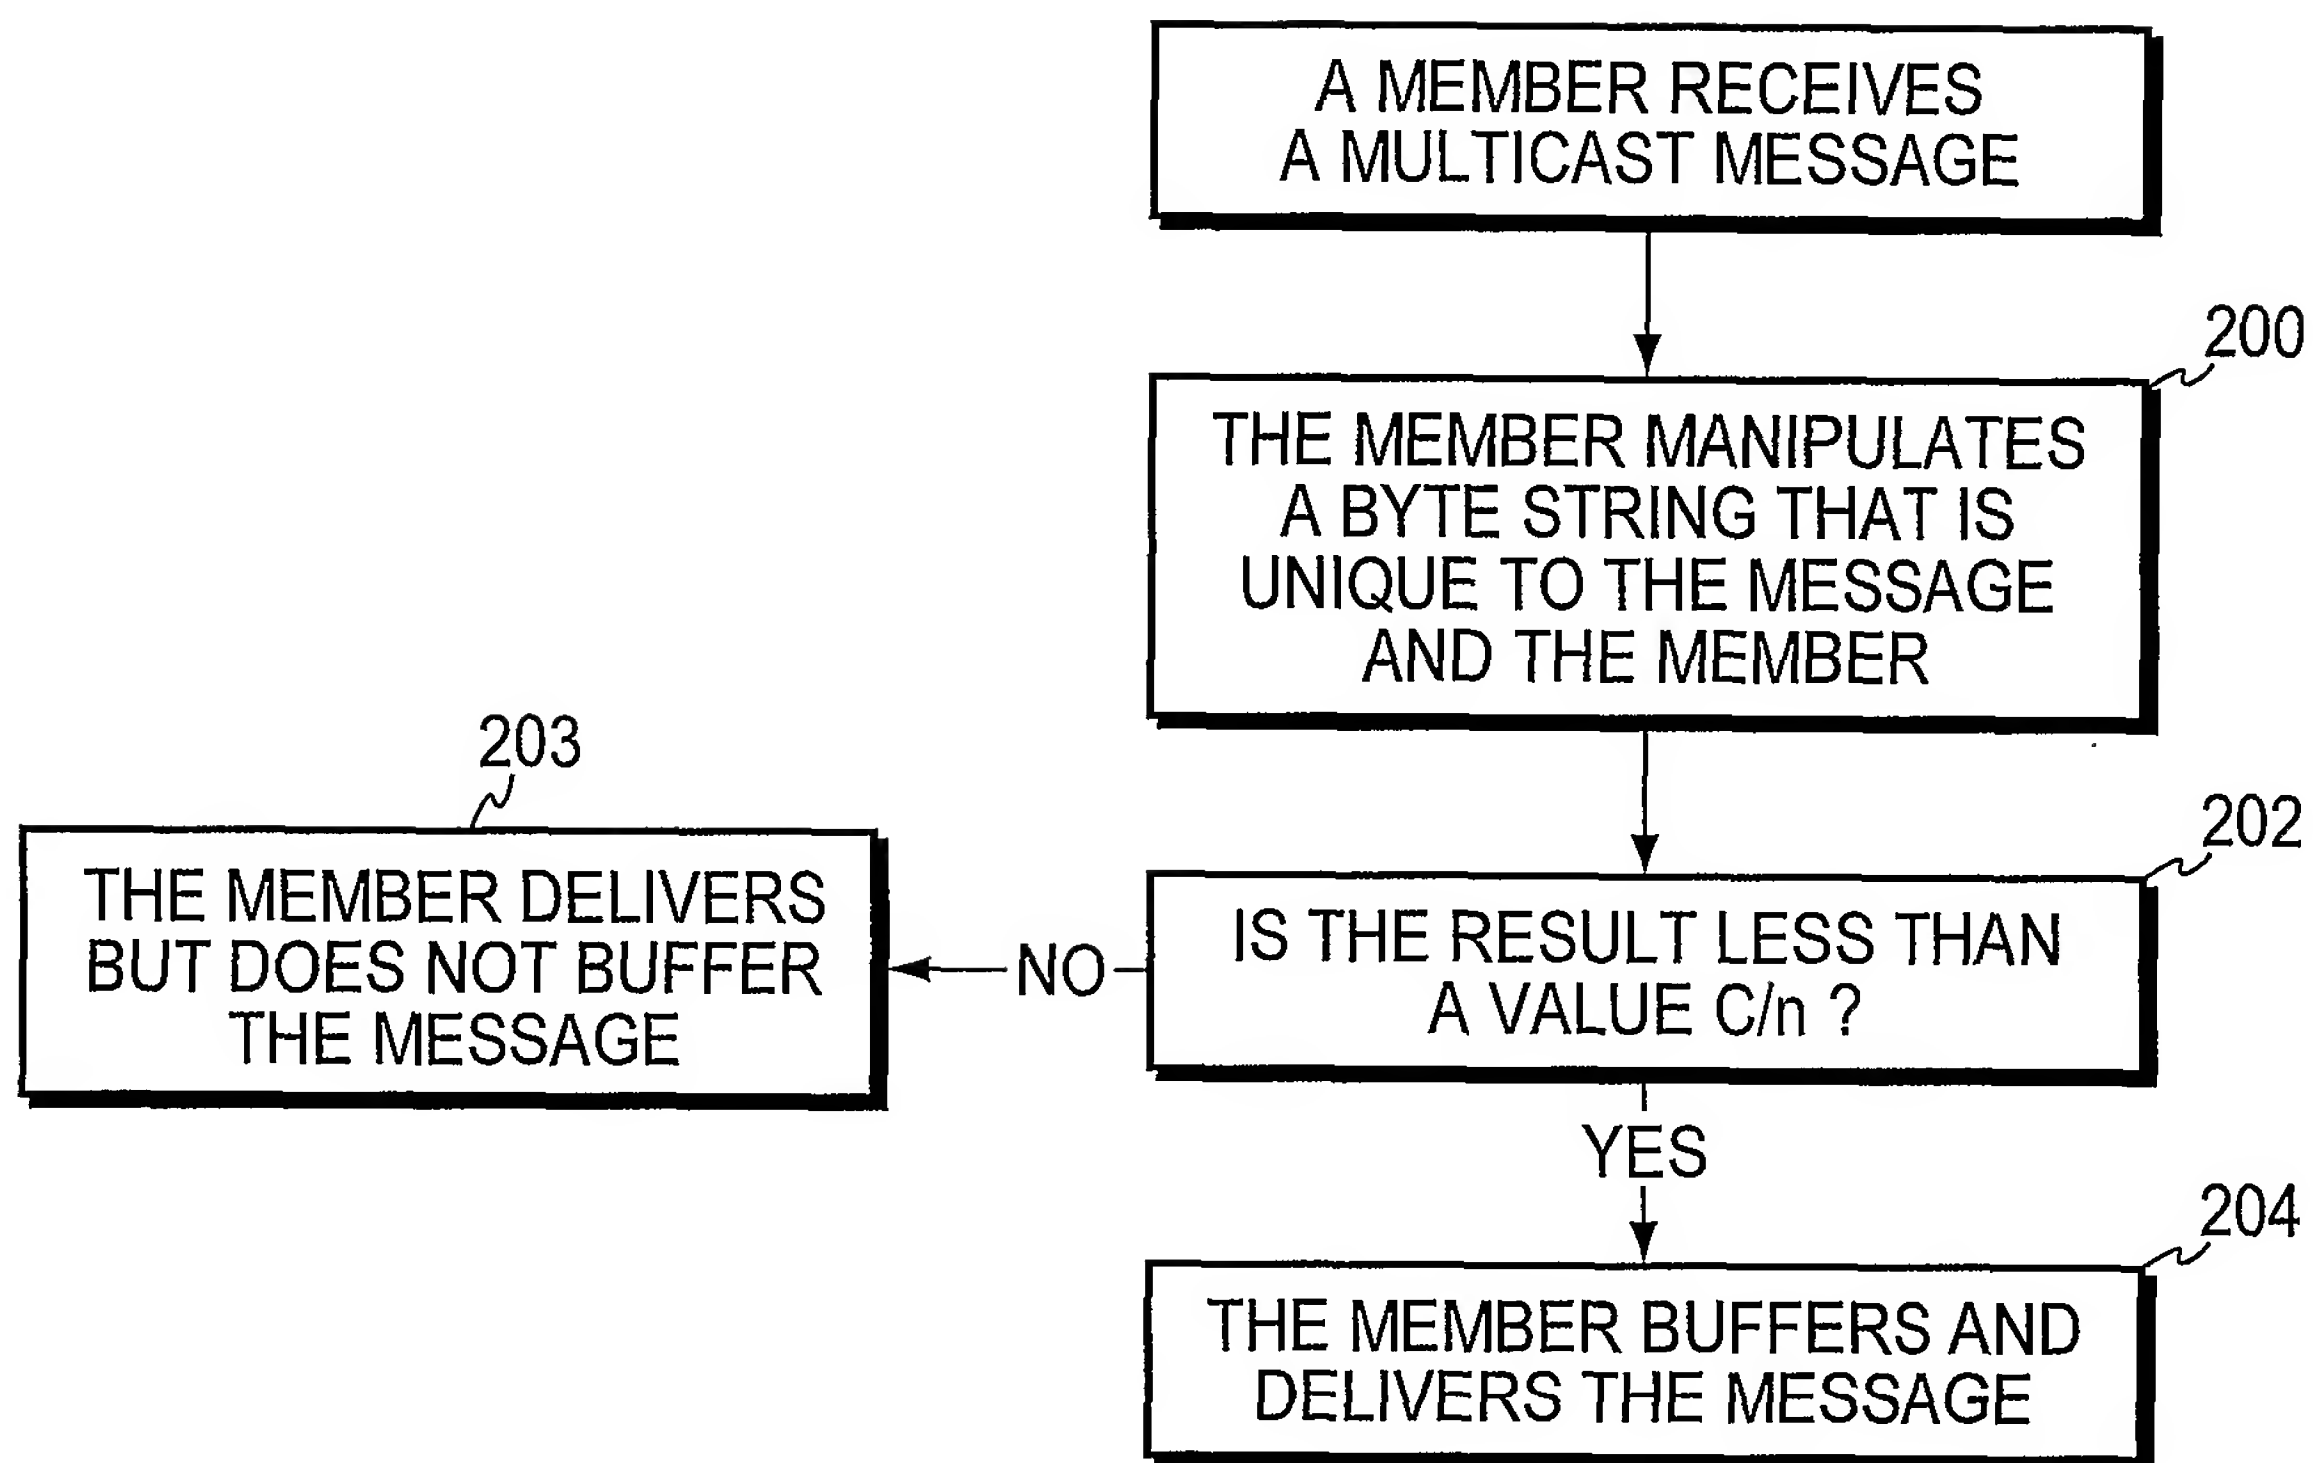 A MEMBER RECEIVES
A MULTICAST MESSAGE
200
THE MEMBER MANIPULATES
A BYTE STRING THAT IS
UNIQUE TO THE MESSAGE
AND THE MEMBER
203
THE MEMBER DELIVERS
BUT DOES NOT BUFFER
THE MESSAGE
NO
202
IS THE RESULT LESS THAN
A VALUE C/n ?
YES
204
THE MEMBER BUFFERS AND
DELIVERS THE MESSAGE